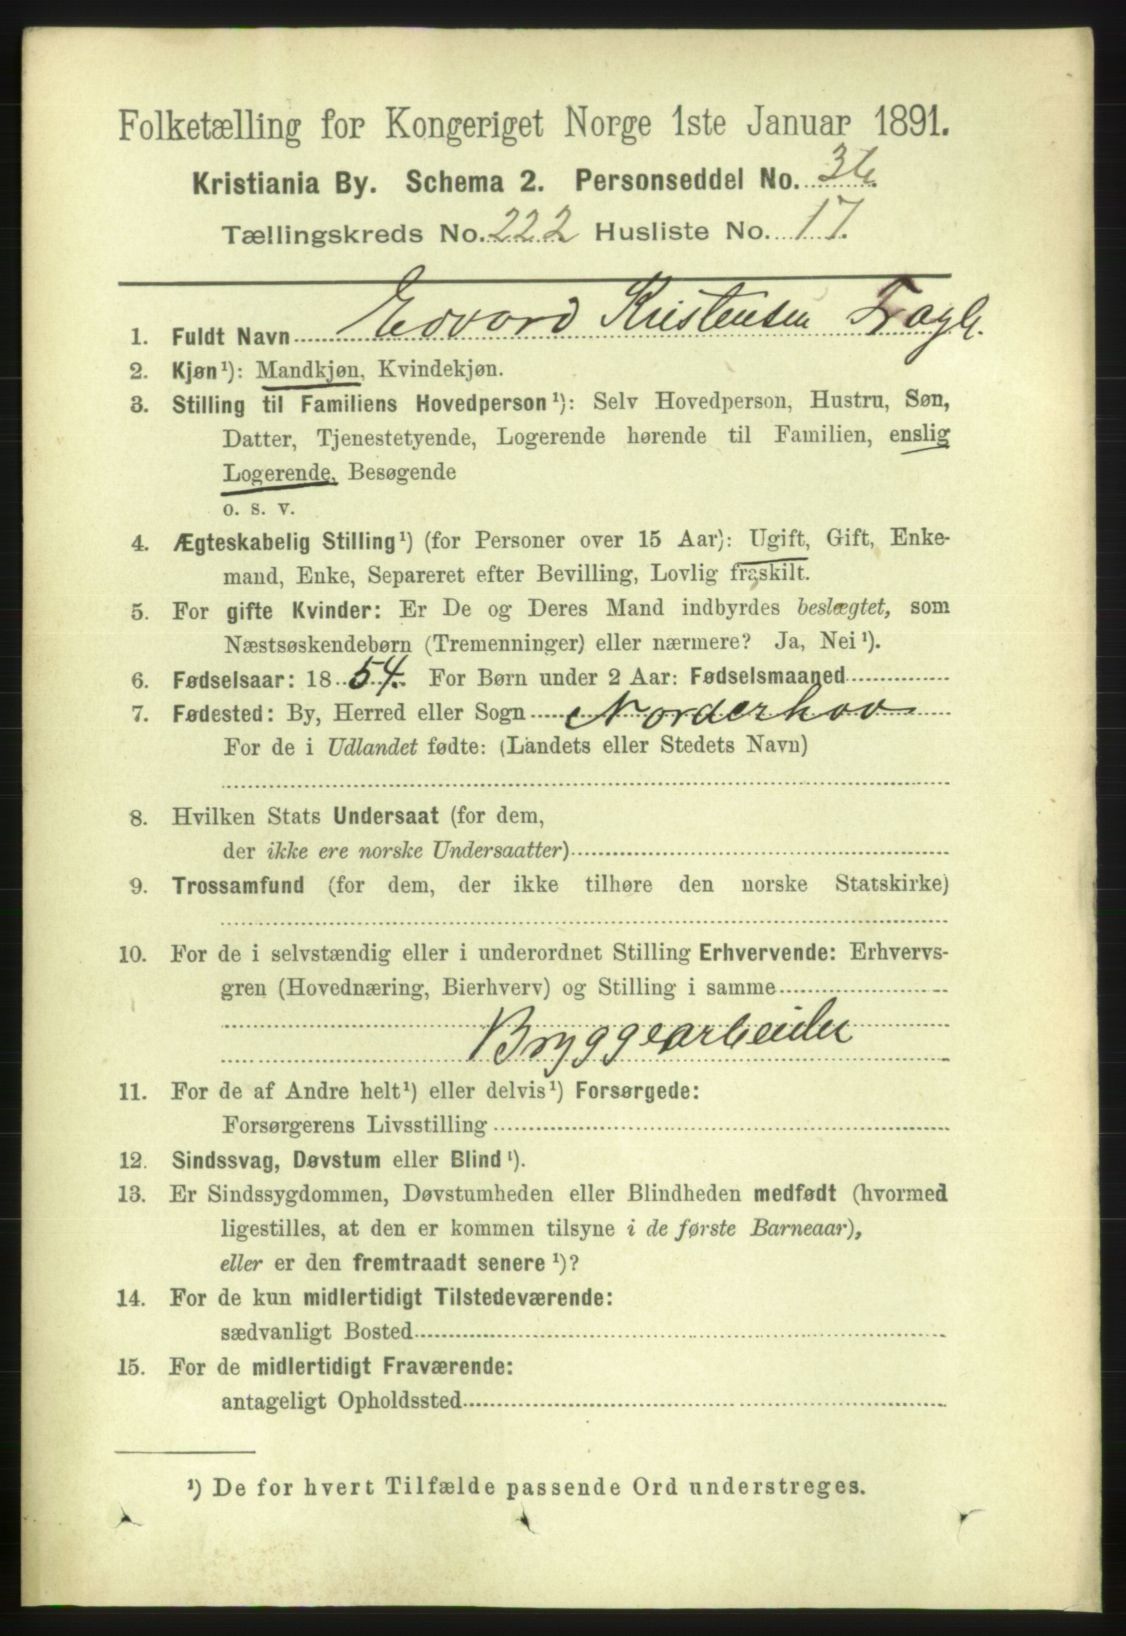 Folketælling for Kongeriget Norge 1ste Januar 1891.
Kristiania By. Schema 2. Personseddel No. 36.
Tællingskreds No. 222 Husliste No. 17.
1. Fuldt Navn Edvard Kristensen
2. Kjøn¹): Mandkjøn, Kvindekjøn.
3. Stilling til Familiens Hovedperson¹): Selv Hovedperson, Hustru, Søn,
Datter, Tjenestetyende, Logerende hørende til Familien, enslig
Logerende, Besøgende
o. s. v.
4. Ægteskabelig Stilling¹) (for Personer over 15 Aar): Ugift, Gift, Enke-
mand, Enke, Separeret efter Bevilling, Lovlig fraskilt.
5. For gifte Kvinder: Er De og Deres Mand indbyrdes beslægtet, som
Næstsøskendebørn (Tremenninger) eller nærmere? Ja, Nei¹).
6. Fødselsaar: 1854. For Børn under 2 Aar: Fødselsmaaned
7. Fødested: By, Herred eller Sogn Norderhov
For de i Udlandet fødte: (Landets eller Stedets Navn)
8. Hvilken Stats Undersaat (for dem,
der ikke ere norske Undersaatter)
9. Trossamfund (for dem, der ikke tilhøre den norske Statskirke)
10. For de i selvstændig eller i underordnet Stilling Erhvervende: Erhvervs-
gren (Hovednæring, Bierhverv) og Stilling i samme
Bryggearbeider
11. For de af Andre helt¹) eller delvis¹) Forsørgede:
Forsørgerens Livsstilling
12. Sindssvag, Døvstum eller Blind¹).
13. Er Sindssygdommen, Døvstumheden eller Blindheden medfødt (hvormed
ligestilles, at den er kommen tilsyne i de første Barneaar),
eller er den fremtraadt senere¹)?
14. For de kun midlertidigt Tilstedeværende:
sædvanligt Bosted
15. For de midlertidigt Fraværende:
antageligt Opholdssted
¹) De for hvert Tilfælde passende Ord understreges.